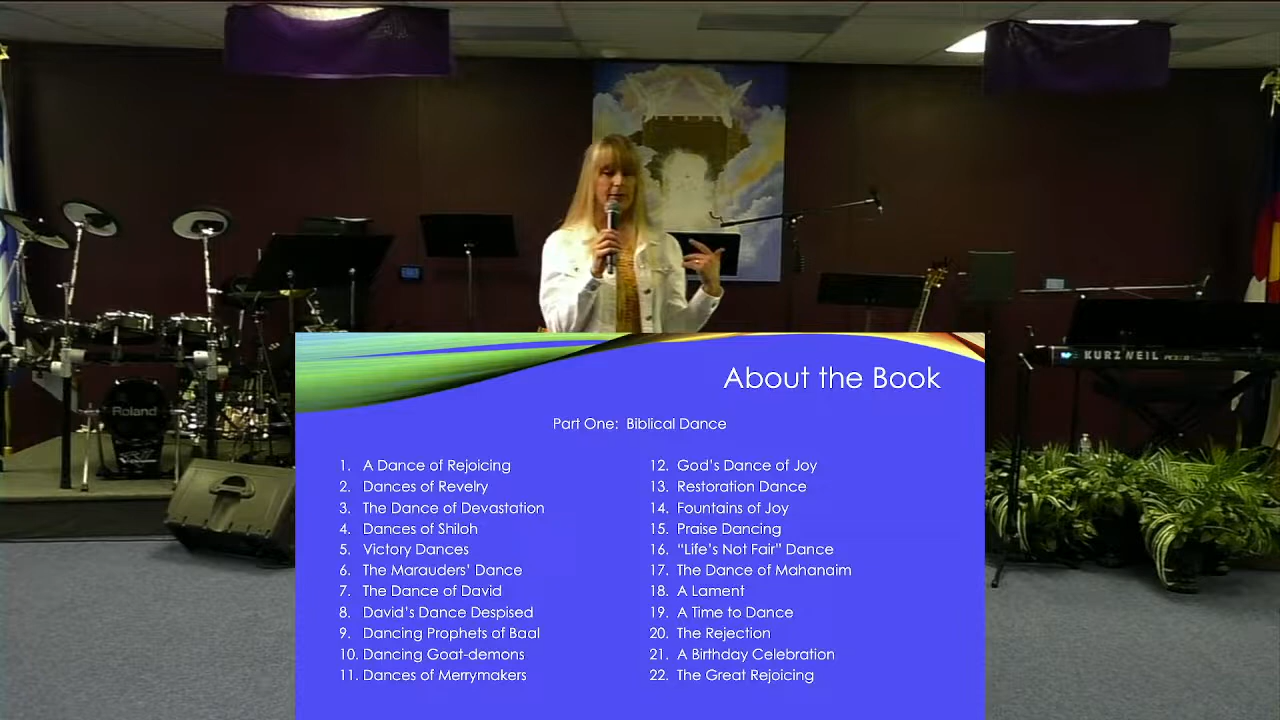 KURZWEIL
Roland
About the Book
Part One: Biblical Dance
1. A Dance of Rejoicing
2. Dances of Revelry
3. The Dance of Devastation
4. Dances of Shiloh
5. Victory Dances
6. The Marauders' Dance
7. The Dance of David
8. David's Dance Despised
9. Dancing Prophets of Baal
10. Dancing Goat-demons
11. Dances of Merrymakers
12. God's Dance of Joy
13. Restoration Dance
14. Fountains of Joy
15. Praise Dancing
16. "Life's Not Fair" Dance
17. The Dance of Mahanaim
18. A Lament
19. A Time to Dance
20. The Rejection
21. A Birthday Celebration
22. The Great Rejoicing